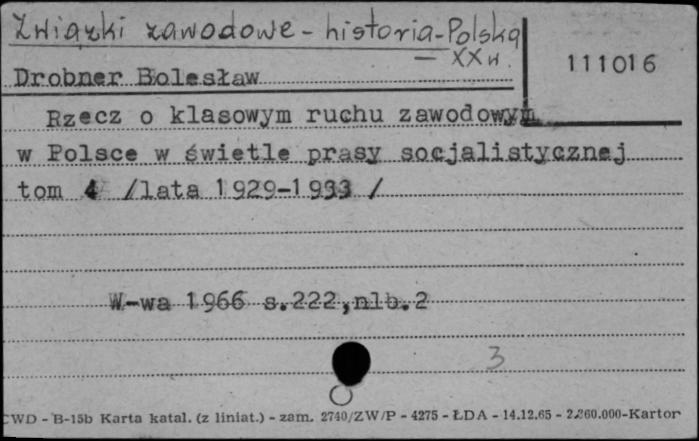 Związki zawodowe - historia - Polska
- XX w.
111016
Drobner Bolesław
Rzecz o klasowym ruchu zawodowym
w Polsce w świetle prasy socjalistycznej
tom 4 /lata 1929-1933 /
W-wa 1966 s.222,nlb.2
3
CWD - B-15b Karta katal. (z liniat.) - zam. 2740/ZW/P - 4275 - ŁDA - 14.12.65 - 2.260.000-Kartor